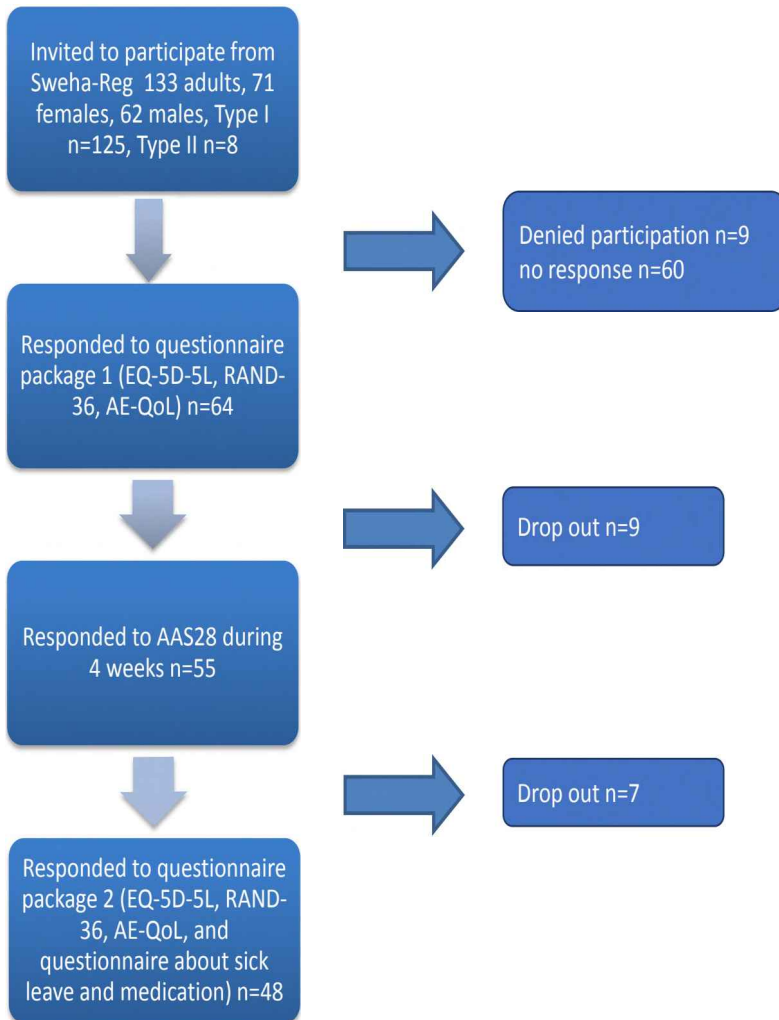 Invited to participate from
Sweha-Reg 133 adults, 71
females, 62 males, Type I
n=125, Type II n=8
Denied participation n=9
no response n=60
Responded to questionnaire
package 1 (EQ-5D-5L, RAND-
36, AE-QoL) n=64
Drop out n=9
Responded to AAS28 during
4 weeks n=55
Drop out n=7
Responded to questionnaire
package 2 (EQ-5D-5L, RAND-
36, AE-QoL, and
questionnaire about sick
leave and medication) n=48